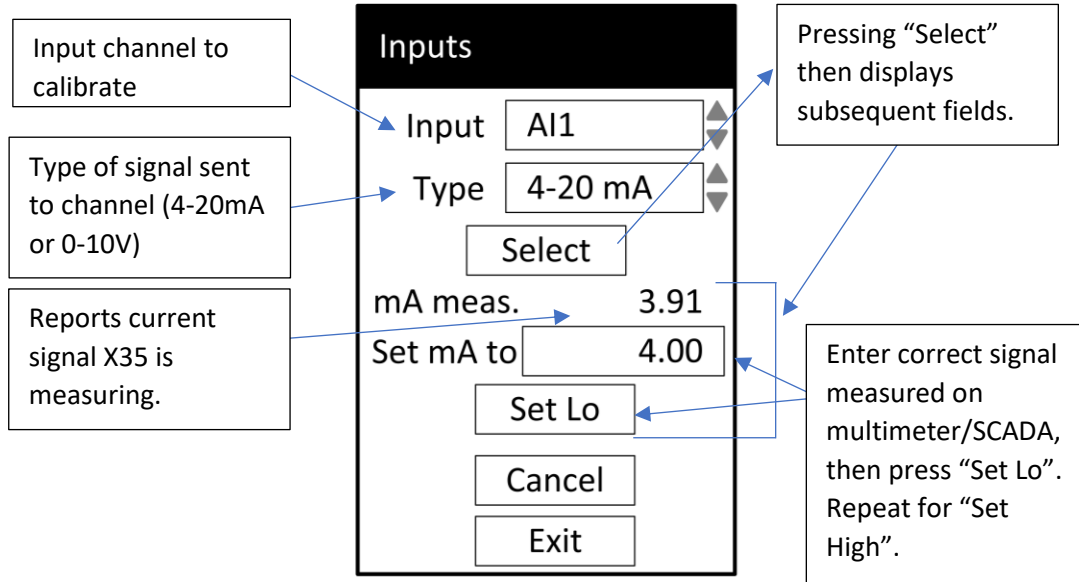 Input channel to
calibrate
Type of signal sent
to channel (4-20mA
or 0-10V)
Reports current
signal X35 is
measuring.
Inputs
Input AI1
Type 4-20 mA
Select
mA meas. 3.91
Set mA to 4.00
Set Lo
Cancel
Exit
Pressing “Select”
then displays
subsequent fields.
Enter correct signal
measured on
multimeter/SCADA,
then press “Set Lo”.
Repeat for “Set
High”.